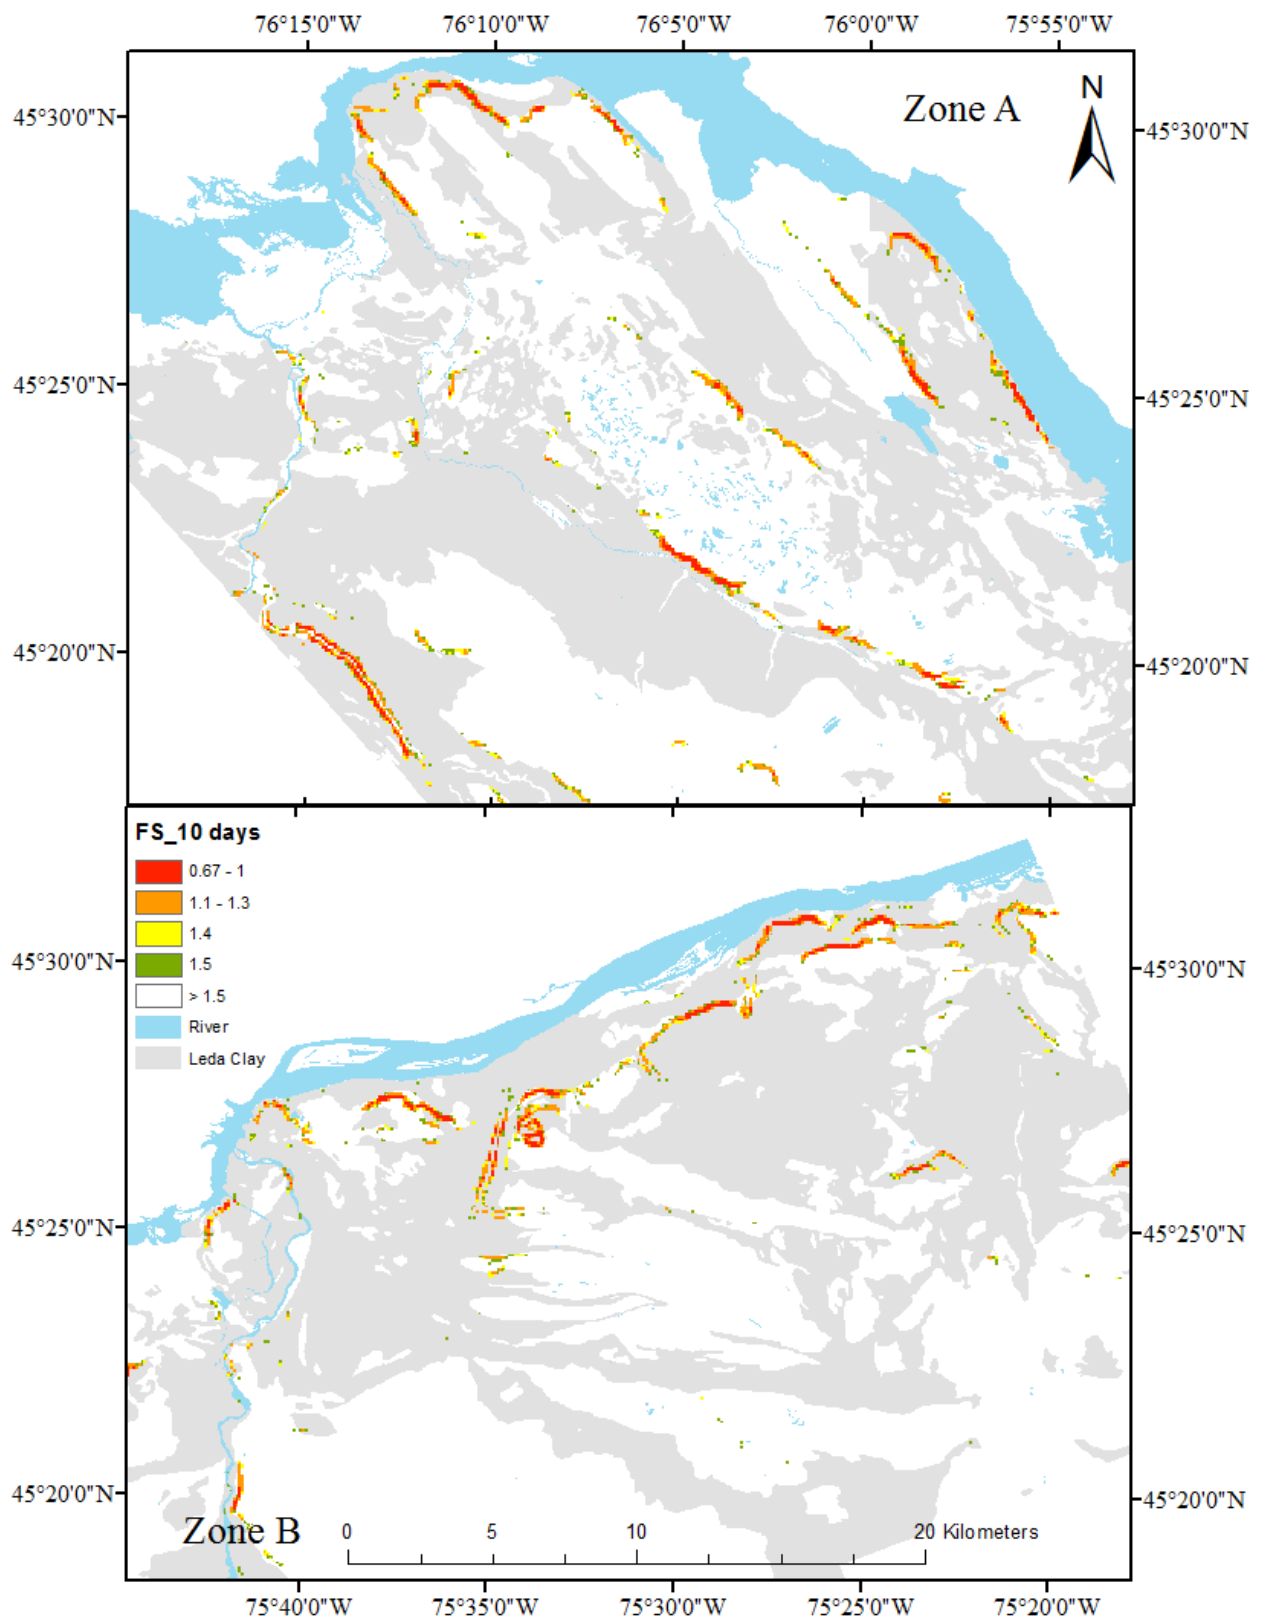 76°15'0"W 76°10'0"W 76°5'0"W 76°0'0"W 75°55'0"W
N
Zone A
45°30'0"N 45°30'0"N
45°25'0"N 45°25'0"N
45°20'0"N 45°20'0"N
FS_10 days
0.67 - 1
1.1 - 1.3
1.4
1.5
> 1.5
River
Leda Clay
45°30'0"N 45°30'0"N
45°25'0"N 45°25'0"N
45°20'0"N 45°20'0"N
Zone B 0 5 10 20 Kilometers
75°40'0"W 75°35'0"W 75°30'0"W 75°25'0"W 75°20'0"W